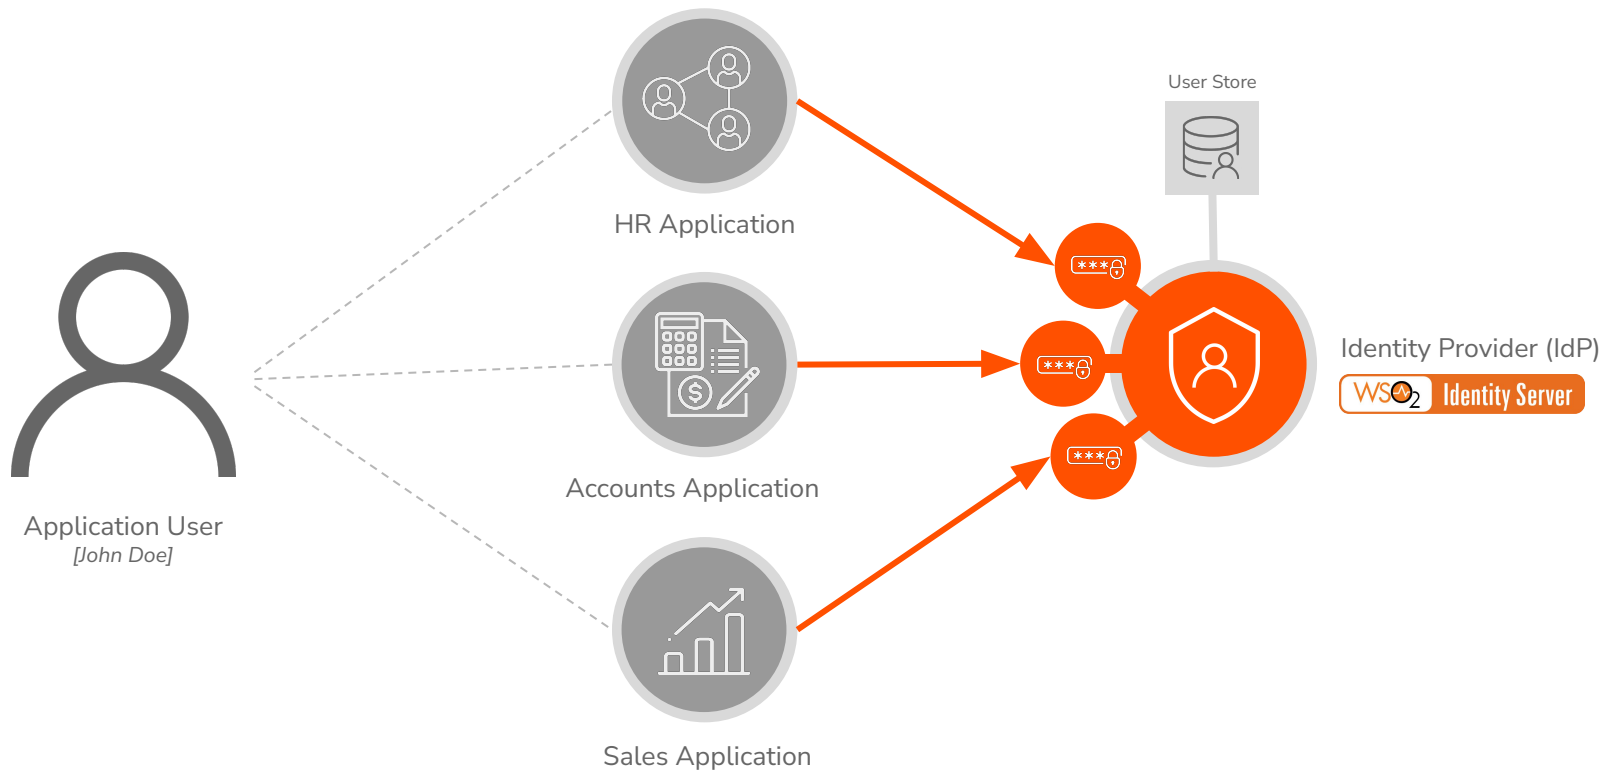 User Store
HR Application
***
***
Identity Provider (IdP)
WSO2 Identity Server
***
Accounts Application
Application User
[John Doe]
Sales Application